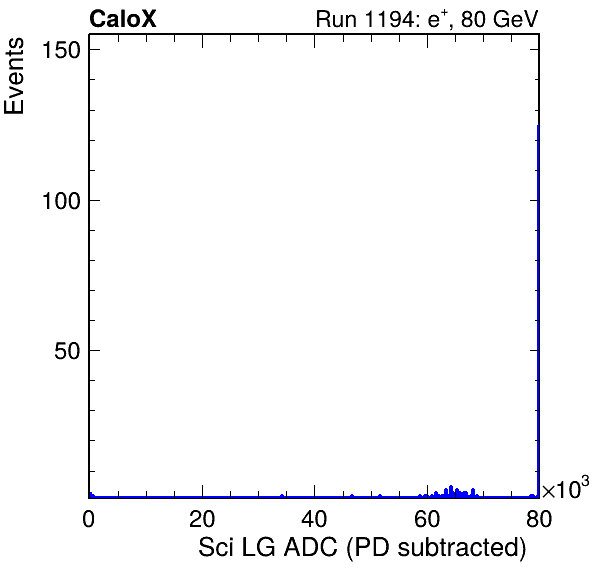 CaloX Run 1194: e⁺, 80 GeV
Events
150
100
50
0 20 40 60 80
×10³
Sci LG ADC (PD subtracted)